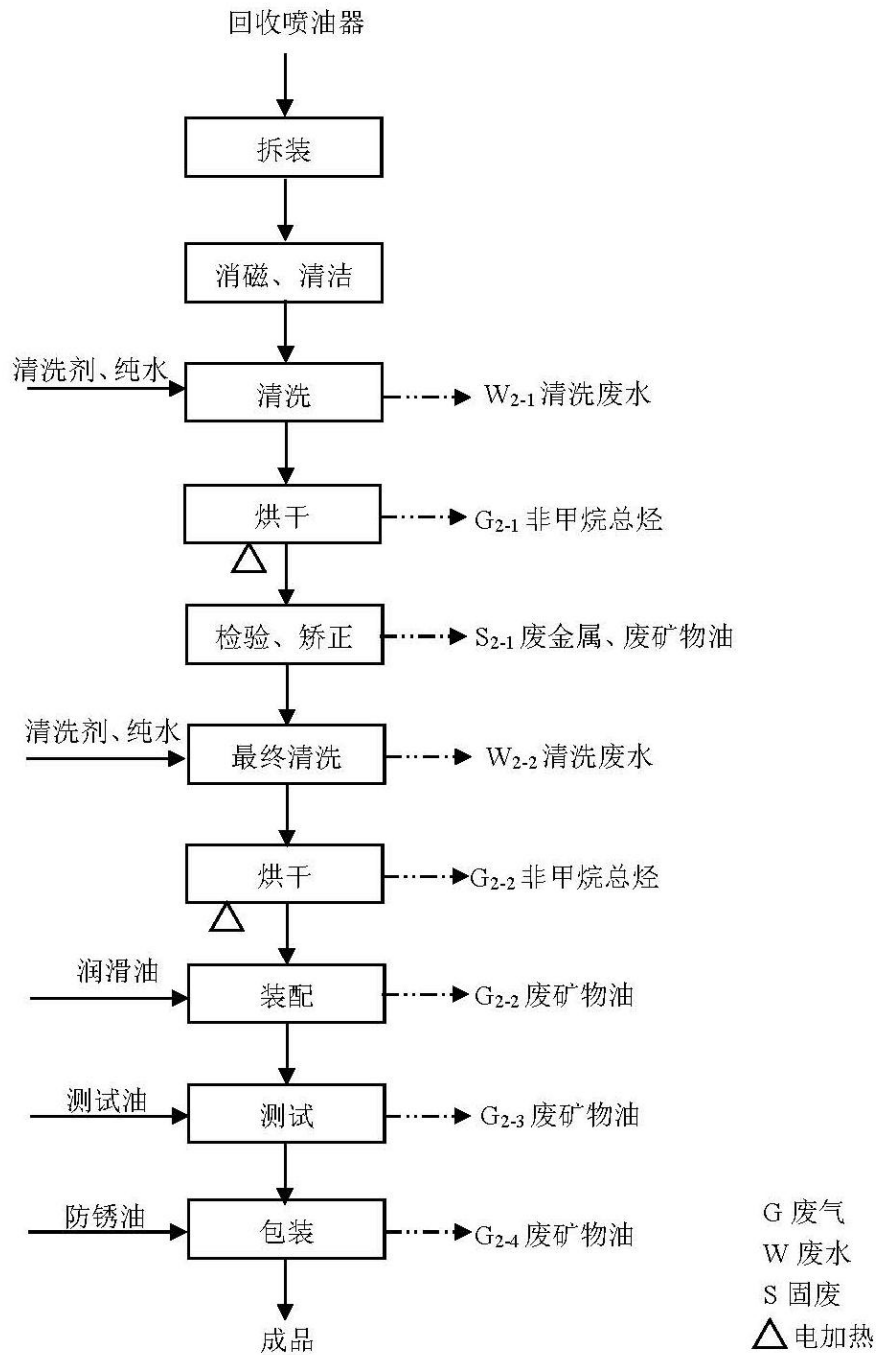 回收喷油器
拆装
消磁、清洁
清洗剂、纯水
清洗
W2-1清洗废水
烘干
G2-1非甲烷总烃
检验、矫正
S2-1废金属、废矿物油
清洗剂、纯水
最终清洗
W2-2清洗废水
烘干
G2-2非甲烷总烃
润滑油
装配
G2-2废矿物油
测试油
测试
G2-3废矿物油
防锈油
包装
G2-4废矿物油
成品
G 废气
W 废水
S 固废
△电加热